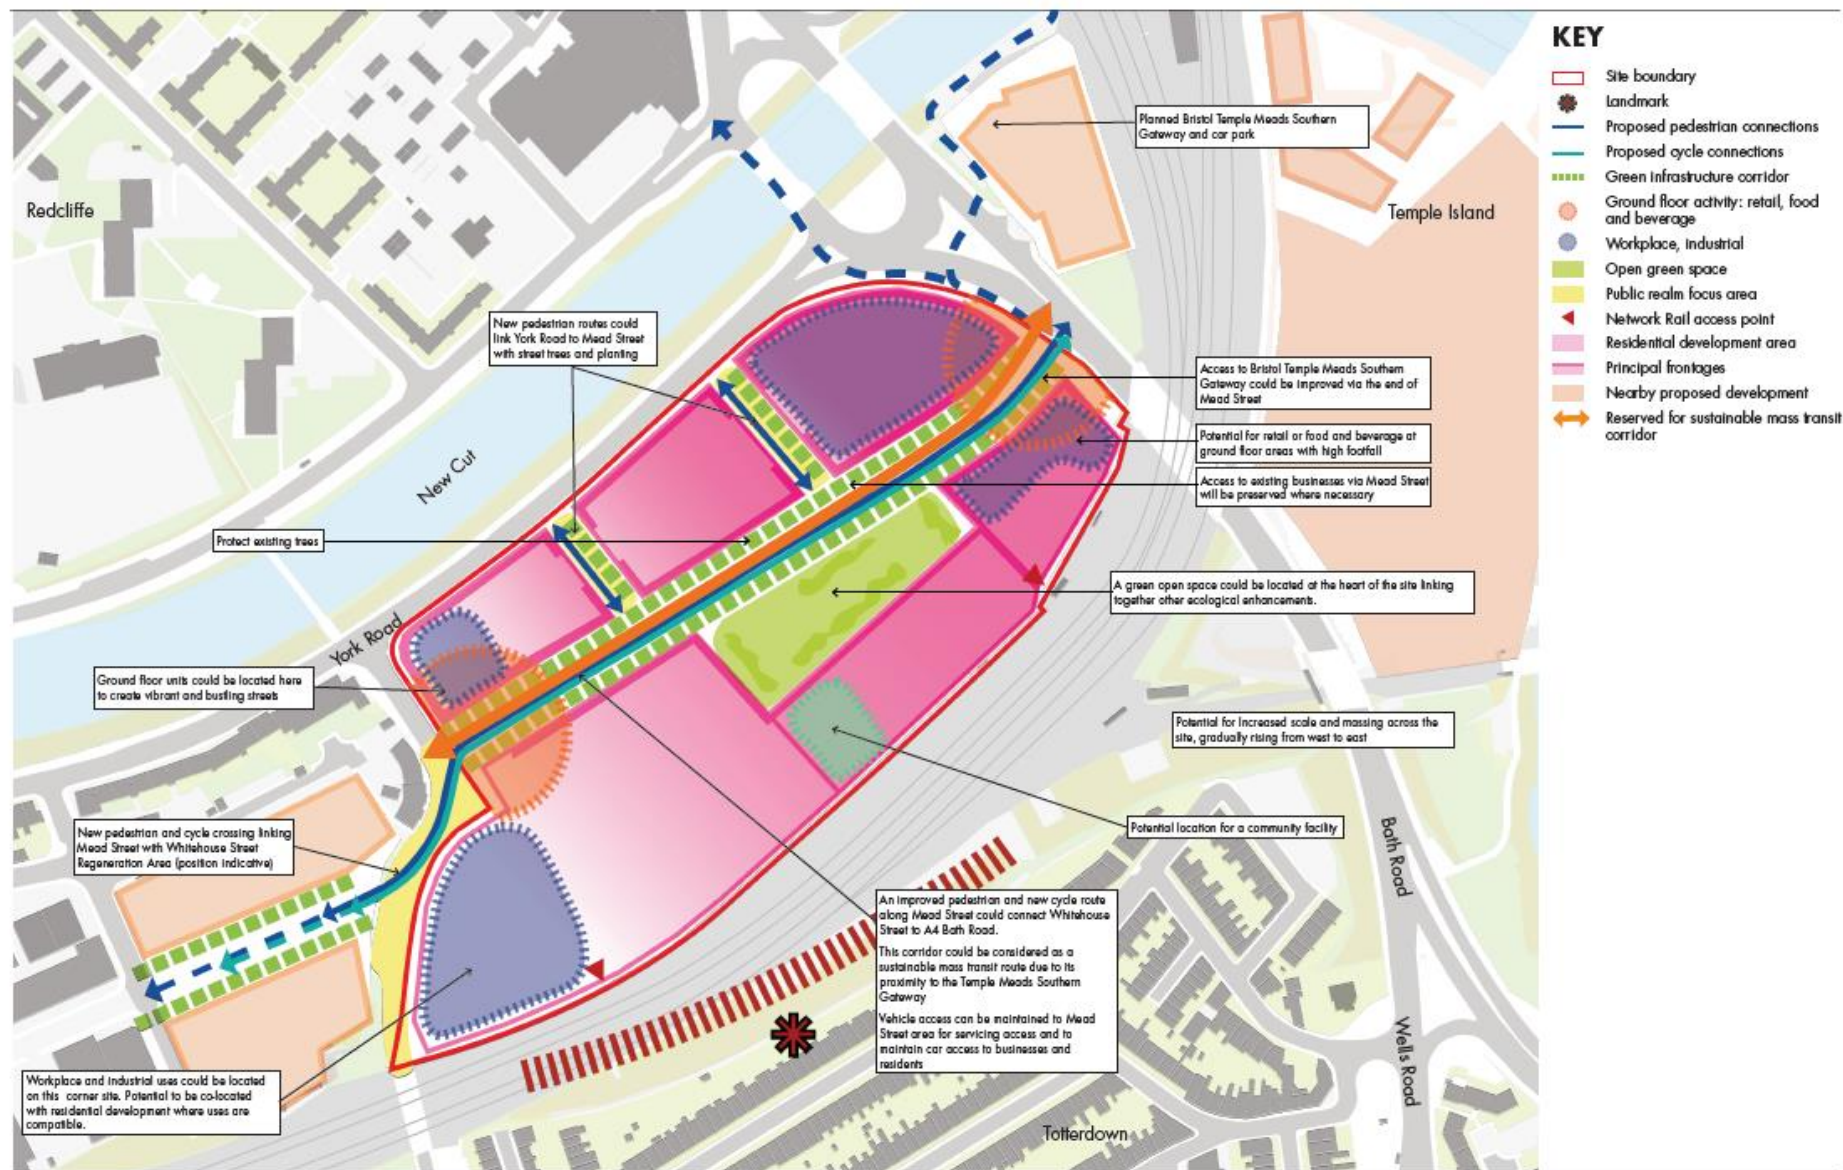 KEY
Site boundary
Landmark
Proposed pedestrian connections
Proposed cycle connections
Green infrastructure corridor
Ground floor activity: retail, food
and beverage
Workplace, industrial
Open green space
Public realm focus area
Network Rail access point
Residential development area
Principal frontages
Nearby proposed development
Reserved for sustainable mass transit
corridor
Planned Bristol Temple Meads Southern
Gateway and car park
Redcliffe
Temple Island
New pedestrian routes could
link York Road to Mead Street
with street trees and planting
Access to Bristol Temple Meads Southern
Gateway could be improved via the end of
Mead Street
Potential for retail or food and beverage at
ground floor areas with high footfall
New Cut
Access to existing businesses via Mead Street
will be preserved where necessary
Protect existing trees
A green open space could be located at the heart of the site linking
together other ecological enhancements.
York Road
Ground floor units could be located here
to create vibrant and bustling streets
Potential for increased scale and massing across the
site, gradually rising from west to east
New pedestrian and cycle crossing linking
Mead Street with Whitehouse Street
Regeneration Area (position indicative)
Potential location for a community facility
Bath Road
An improved pedestrian and new cycle route
along Mead Street could connect Whitehouse
Street to A4 Bath Road.
This corridor could be considered as a
sustainable mass transit route due to its
proximity to the Temple Meads Southern
Gateway
Vehicle access can be maintained to Mead
Street area for servicing access and to
maintain car access to businesses and
residents
Wells Road
Workplace and industrial uses could be located
on this corner site. Potential to be co-located
with residential development where uses are
compatible.
Totterdown